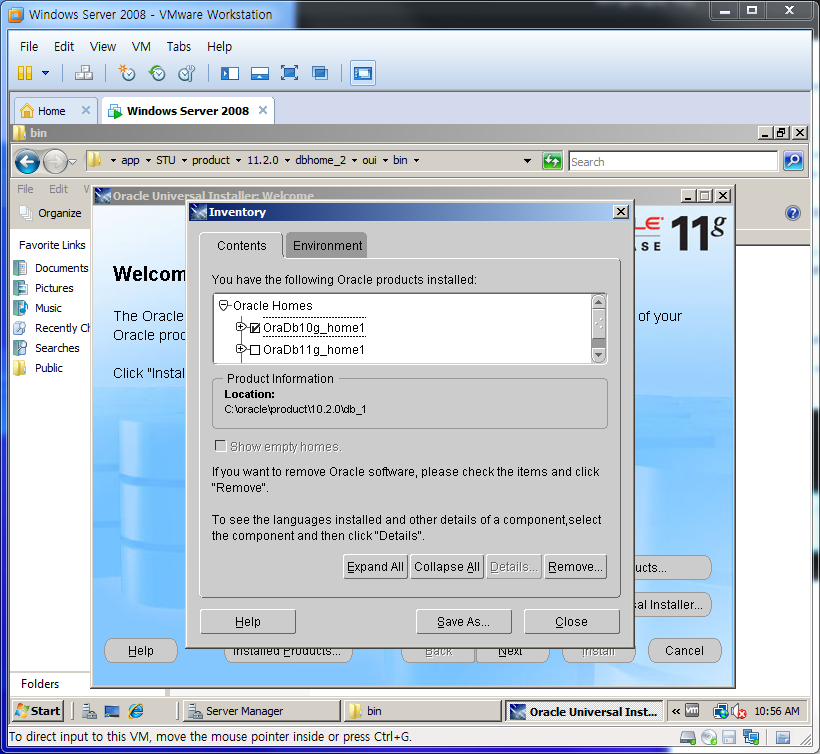 Windows Server 2008 - VMware Workstation
File Edit View VM Tabs Help
Home
Windows Server 2008
bin
app STU product 11.2.0 dbhome_2 oui bin
Search
File Edit
Organize
Favorite Links
Documents
Pictures
Music
Recently Ch
Searches
Public
Folders
Oracle Universal Installer: Welcome
11g
Welcom
The Orac
of your
Oracle prod
Click "Instal
Inventory
Contents Environment
You have the following Oracle products installed:
Oracle Homes
OraDb10g_home1
OraDb11g_home1
Product Information
Location:
C:\oracle\product\10.2.0\db_1
Show empty homes.
If you want to remove Oracle software, please check the items and click
"Remove".
To see the languages installed and other details of a component,select
the component and then click "Details".
Expand All Collapse All Details... Remove...
Help Save As... Close
ucts...
al Installer...
Help Installed Products... Back Next Install Cancel
Start Server Manager bin Oracle Universal Inst... « 10:56 AM
To direct input to this VM, move the mouse pointer inside or press Ctrl+G.